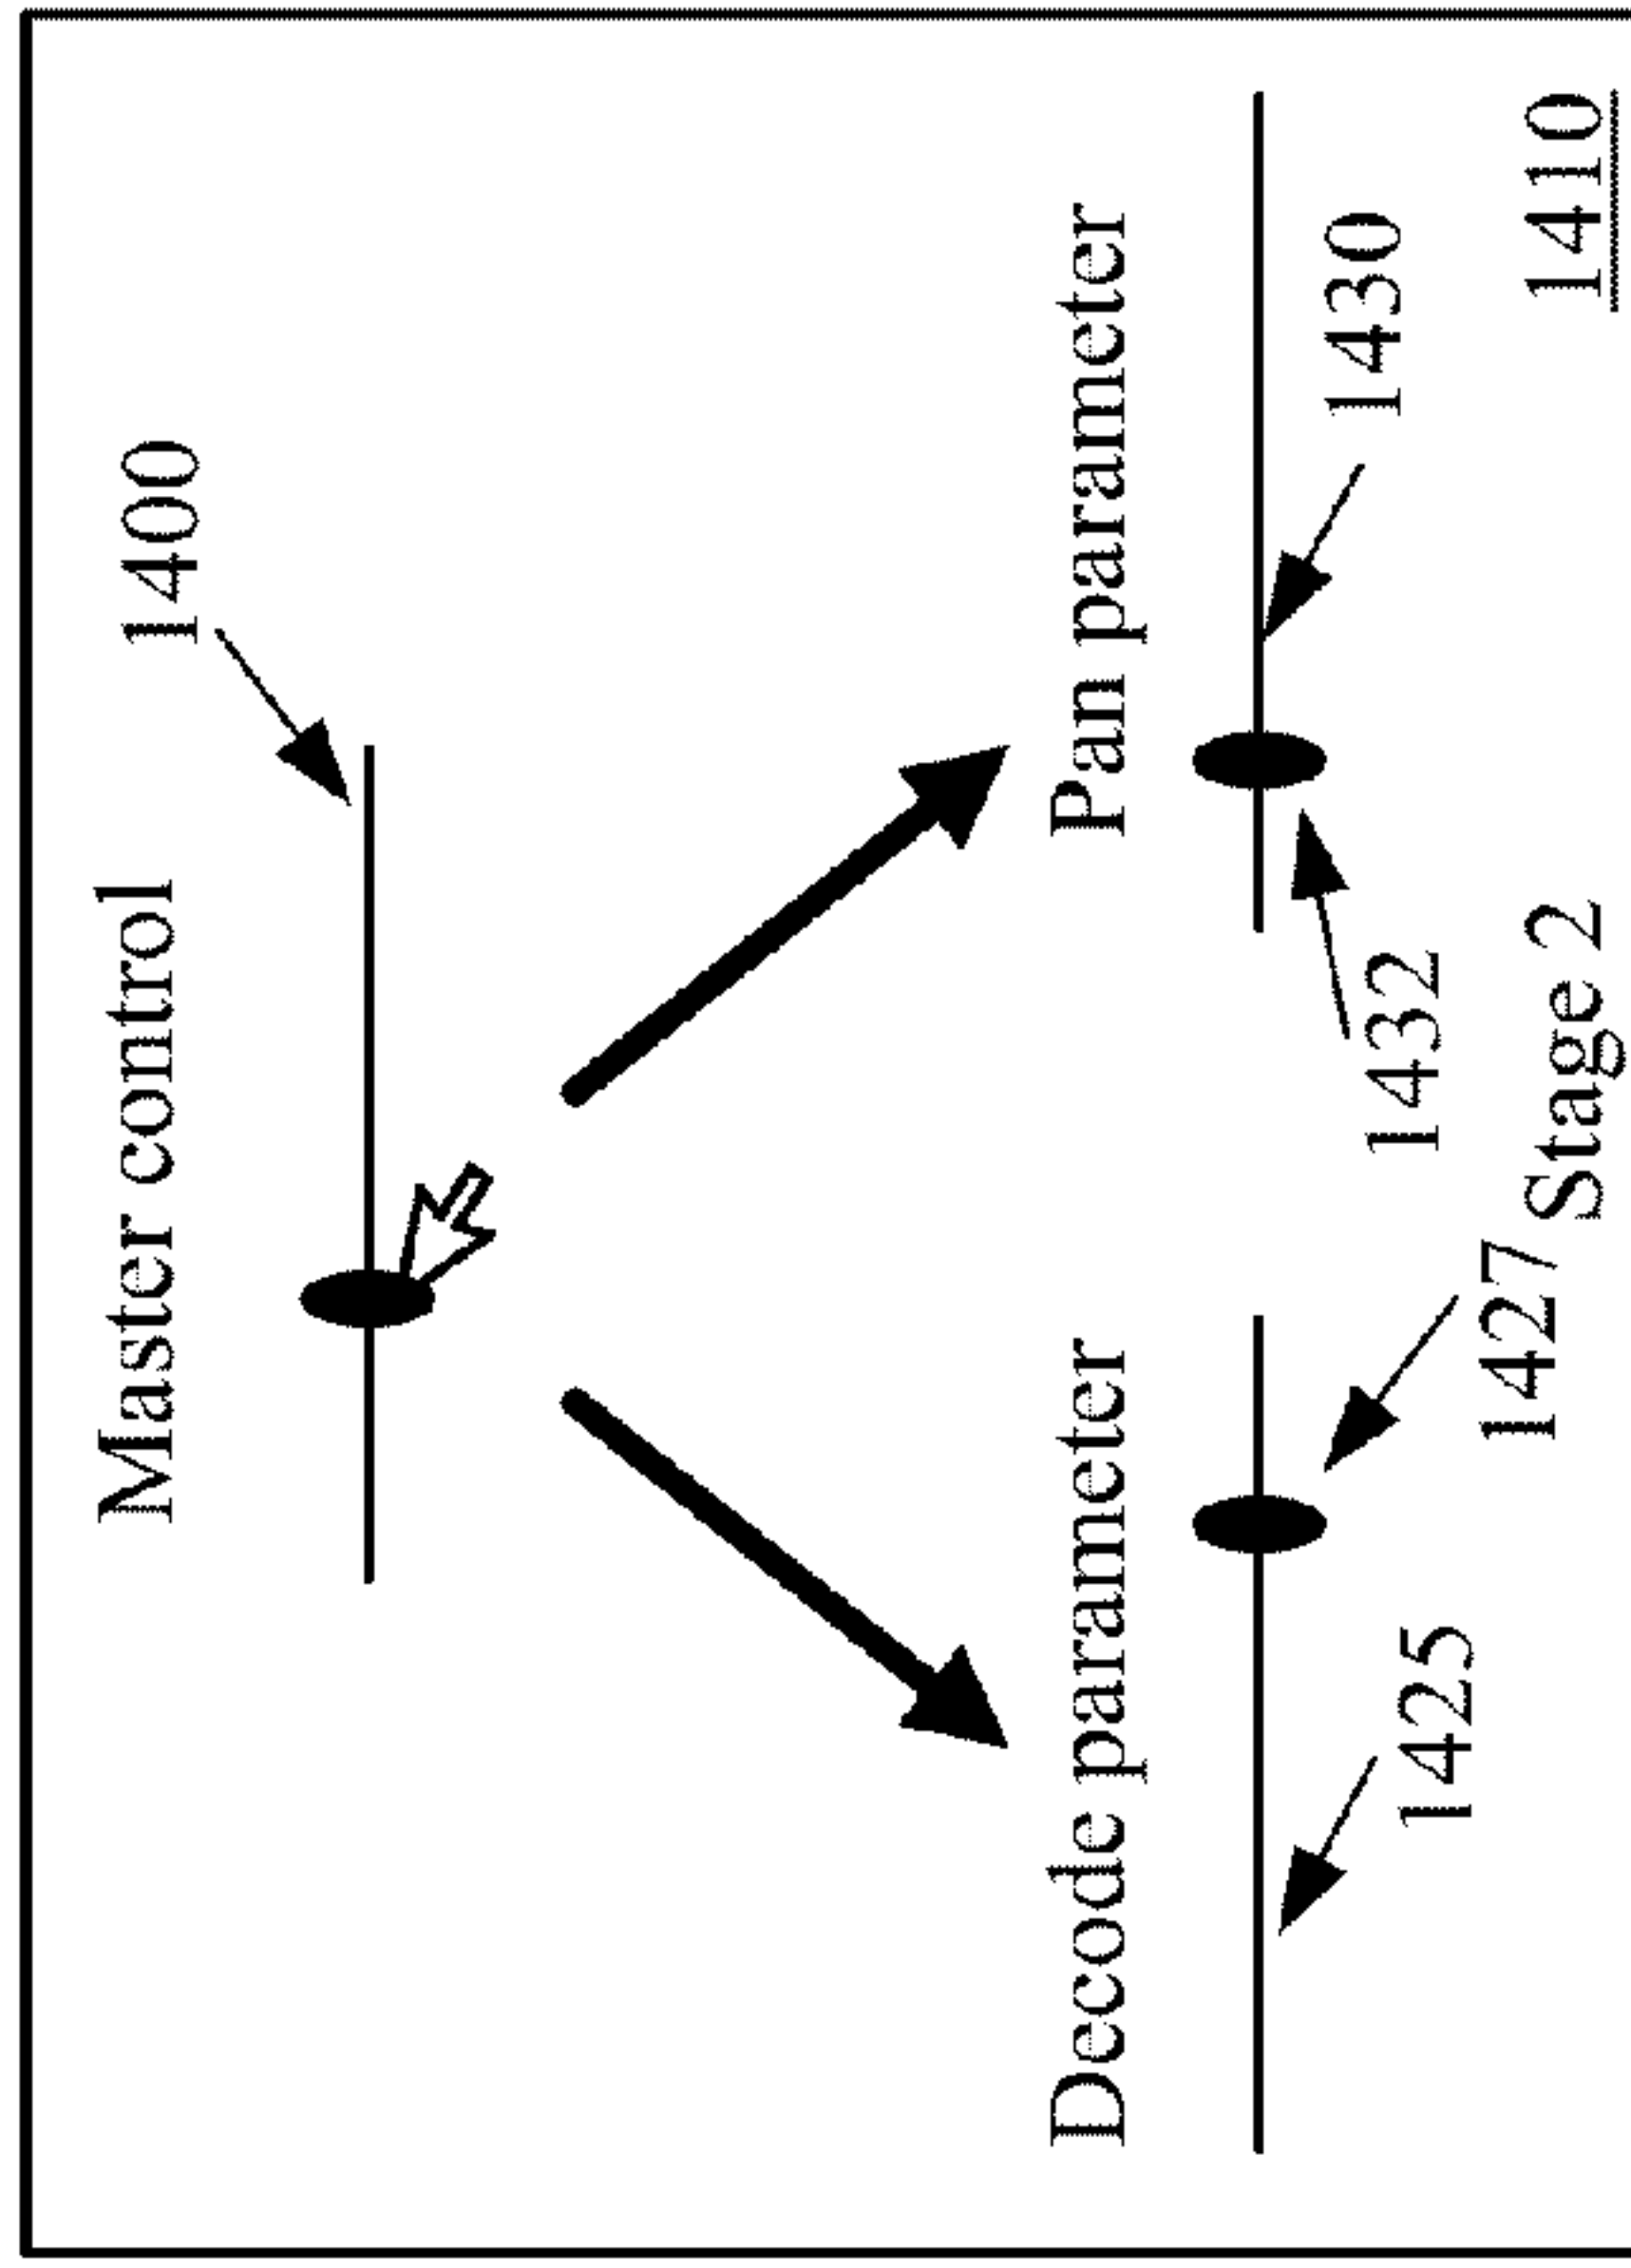 Master control
1400
Decode parameter
Pan parameter
1430
1432
1425
1427
Stage 2
1410